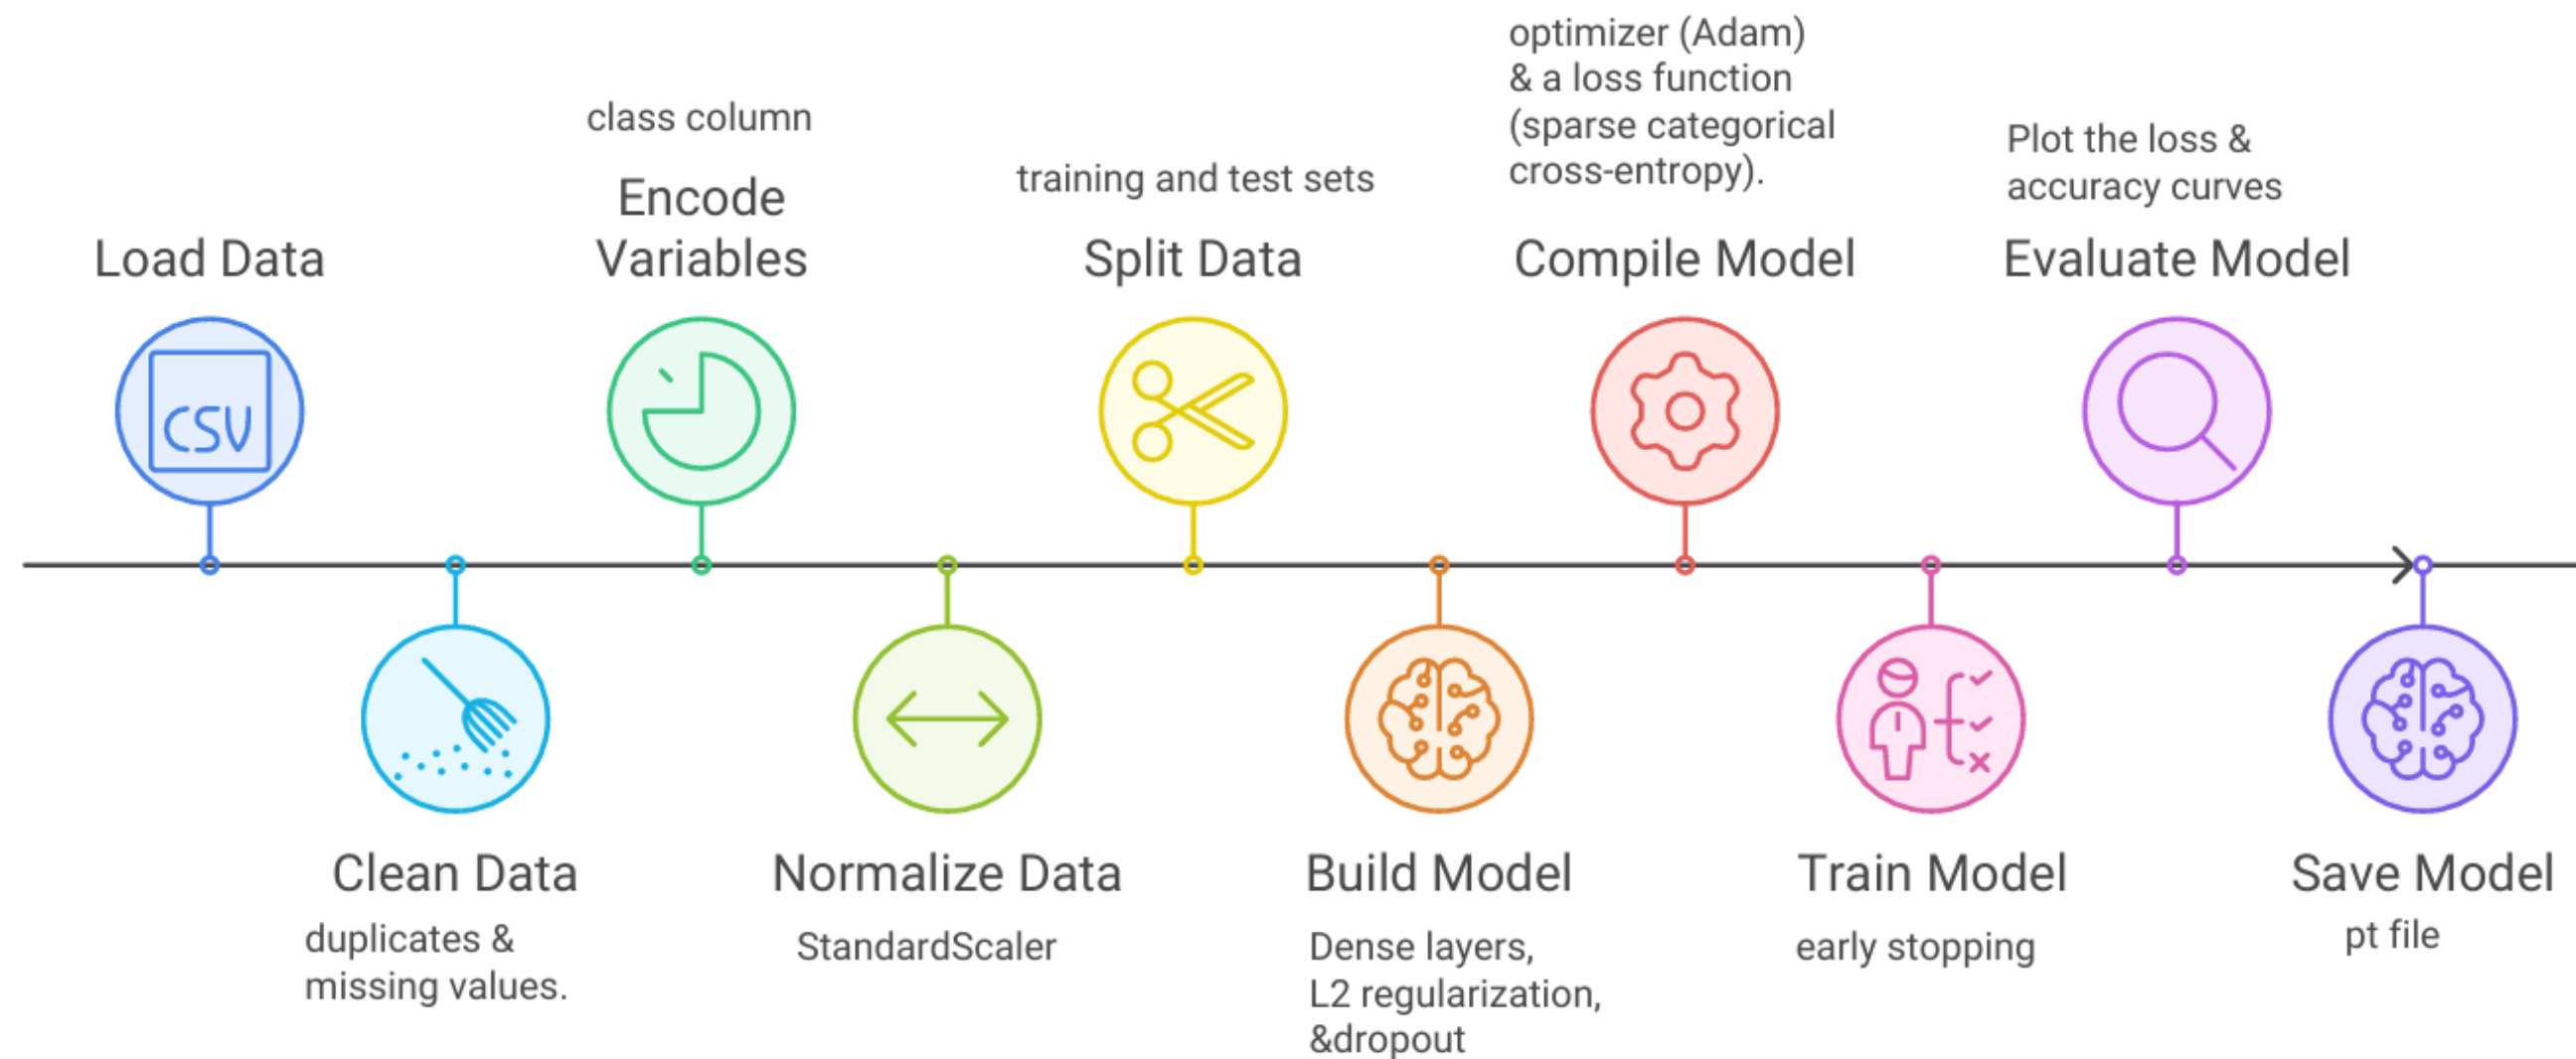 Load Data
CSV
Clean Data
duplicates &
missing values.
class column
Encode
Variables
Normalize Data
StandardScaler
training and test sets
Split Data
Build Model
Dense layers,
L2 regularization,
&dropout
optimizer (Adam)
& a loss function
(sparse categorical
cross-entropy).
Compile Model
Train Model
early stopping
Plot the loss &
accuracy curves
Evaluate Model
Save Model
pt file